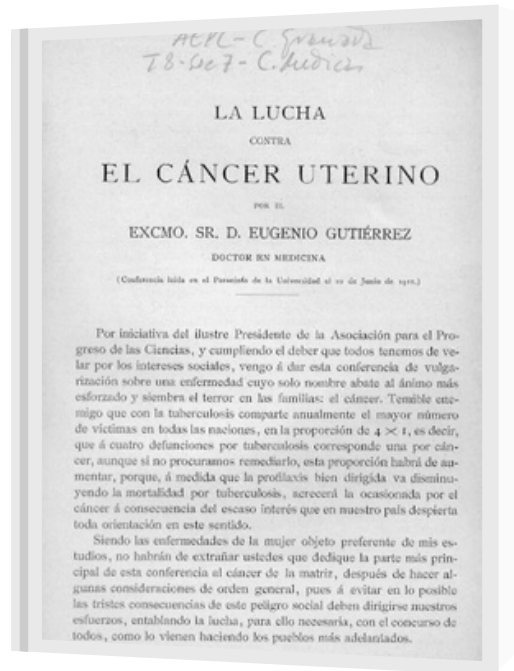 AEPC - C. Granada
T8 - Sec 7 - C. Médicas
LA LUCHA
CONTRA
EL CÁNCER UTERINO
POR EL
EXCMO. SR. D. EUGENIO GUTIÉRREZ
DOCTOR EN MEDICINA
(Conferencia leída en el Paraninfo de la Universidad el 20 de Junio de 1911.)
Por iniciativa del ilustre Presidente de la Asociación para el Pro-
greso de las Ciencias, y cumpliendo el deber que todos tenemos de ve-
lar por los intereses sociales, vengo á dar esta conferencia de vulga-
rización sobre una enfermedad cuyo solo nombre abate al ánimo más
esforzado y siembra el terror en las familias: el cáncer. Temible ene-
migo que con la tuberculosis comparte anualmente el mayor número
de víctimas en todas las naciones, en la proporción de 4 × 1, es decir,
que á cuatro defunciones por tuberculosis corresponde una por cán-
cer, aunque si no procuramos remediarlo, esta proporción habrá de au-
mentar, porque, á medida que la profilaxis bien dirigida va disminu-
yendo la mortalidad por tuberculosis, acrecerá la ocasionada por el
cáncer á consecuencia del escaso interés que en nuestro país despierta
toda orientación en este sentido.
Siendo las enfermedades de la mujer objeto preferente de mis es-
tudios, no habrán de extrañar ustedes que dedique la parte más prin-
cipal de esta conferencia al cáncer de la matriz, después de hacer al-
gunas consideraciones de orden general, pues á evitar en lo posible
las tristes consecuencias de este peligro social deben dirigirse nuestros
esfuerzos, entablando la lucha, para ello necesaria, con el concurso de
todos, como lo vienen haciendo los pueblos más adelantados.